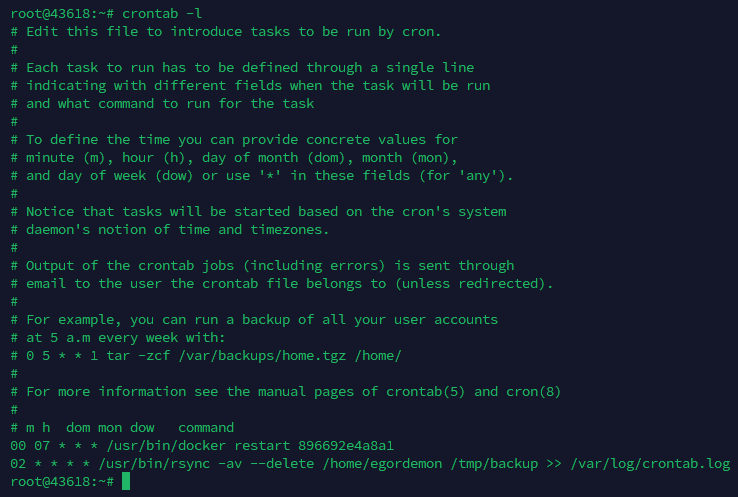 root@43618:~# crontab -l
# Edit this file to introduce tasks to be run by cron.
#
# Each task to run has to be defined through a single line
# indicating with different fields when the task will be run
# and what command to run for the task
#
# To define the time you can provide concrete values for
# minute (m), hour (h), day of month (dom), month (mon),
# and day of week (dow) or use '*' in these fields (for 'any').
#
# Notice that tasks will be started based on the cron's system
# daemon's notion of time and timezones.
#
# Output of the crontab jobs (including errors) is sent through
# email to the user the crontab file belongs to (unless redirected).
#
# For example, you can run a backup of all your user accounts
# at 5 a.m every week with:
# 0 5 * * 1 tar -zcf /var/backups/home.tgz /home/
#
# For more information see the manual pages of crontab(5) and cron(8)
#
# m h  dom mon dow   command
00 07 * * * /usr/bin/docker restart 896692e4a8a1
02 * * * * /usr/bin/rsync -av --delete /home/egordemon /tmp/backup >> /var/log/crontab.log
root@43618:~#